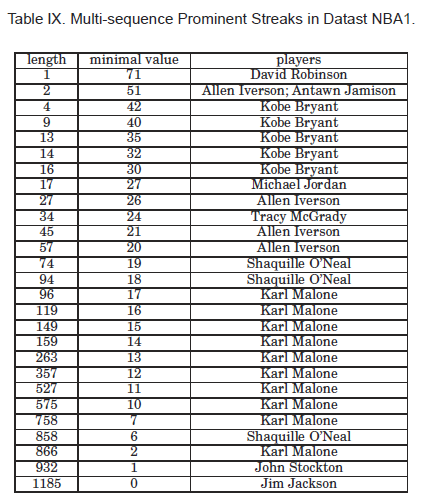 Table IX. Multi-sequence Prominent Streaks in Datast NBA1.
length minimal value players
1 71 David Robinson
2 51 Allen Iverson; Antawn Jamison
4 42 Kobe Bryant
9 40 Kobe Bryant
13 35 Kobe Bryant
14 32 Kobe Bryant
16 30 Kobe Bryant
17 27 Michael Jordan
27 26 Allen Iverson
34 24 Tracy McGrady
45 21 Allen Iverson
57 20 Allen Iverson
74 19 Shaquille O'Neal
94 18 Shaquille O'Neal
96 17 Karl Malone
119 16 Karl Malone
149 15 Karl Malone
159 14 Karl Malone
263 13 Karl Malone
357 12 Karl Malone
527 11 Karl Malone
575 10 Karl Malone
758 7 Karl Malone
858 6 Shaquille O'Neal
866 2 Karl Malone
932 1 John Stockton
1185 0 Jim Jackson